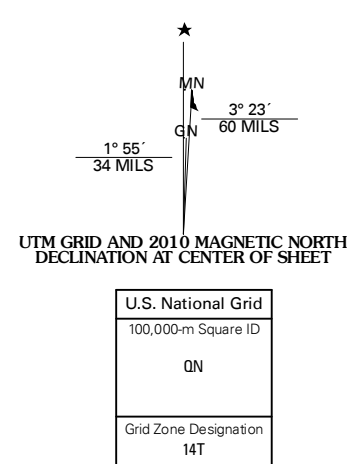 MN
GN
3° 23´
60 MILS
1° 55´
34 MILS
UTM GRID AND 2010 MAGNETIC NORTH
DECLINATION AT CENTER OF SHEET
U.S. National Grid
100,000-m Square ID
QN
Grid Zone Designation
14T